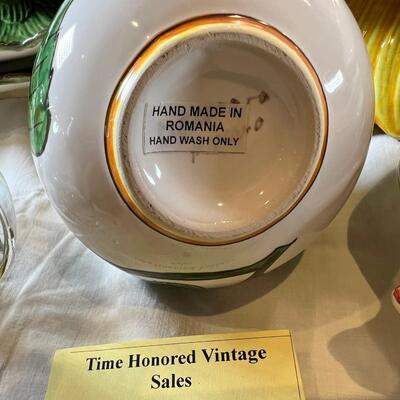 HAND MADE IN
ROMANIA
HAND WASH ONLY
Time Honored Vintage
Sales